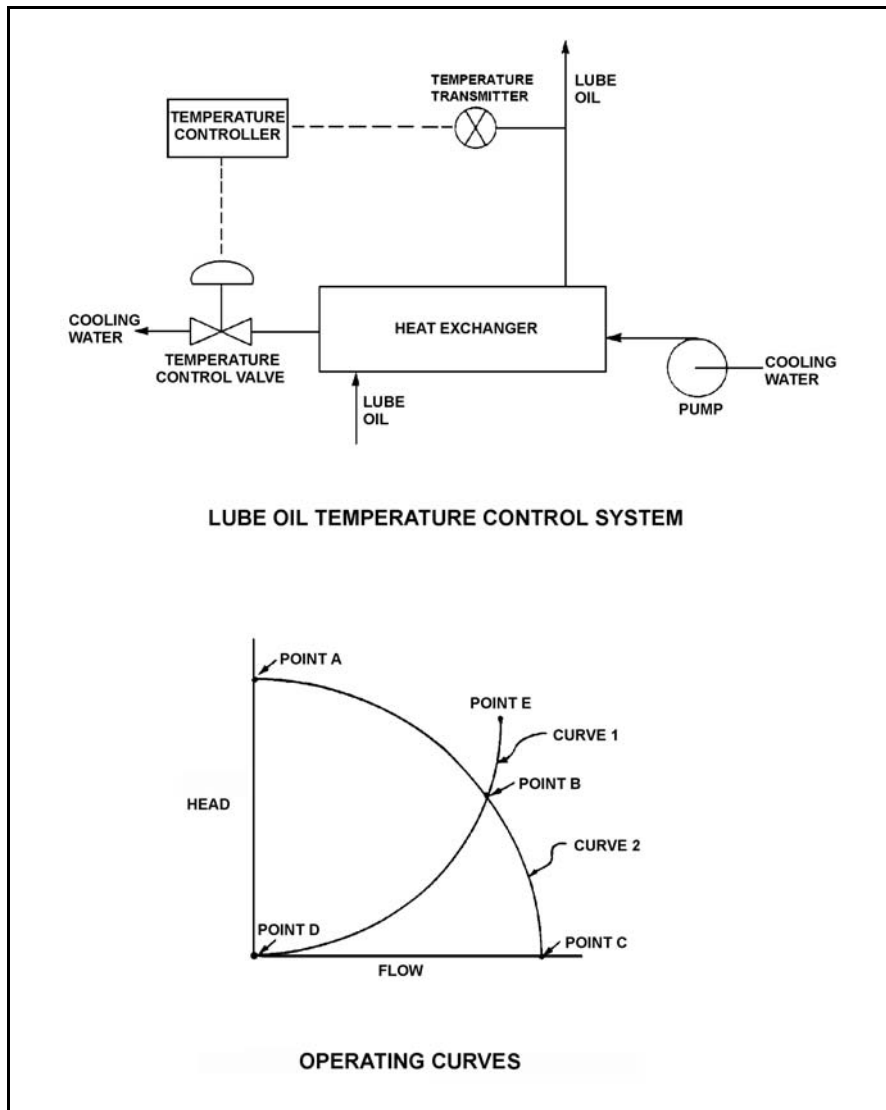 TEMPERATURE
TRANSMITTER
LUBE
OIL
TEMPERATURE
CONTROLLER
COOLING
WATER
HEAT EXCHANGER
TEMPERATURE
CONTROL VALVE
COOLING
WATER
PUMP
LUBE
OIL
LUBE OIL TEMPERATURE CONTROL SYSTEM
POINT A
POINT E
CURVE 1
POINT B
HEAD
CURVE 2
POINT D
POINT C
FLOW
OPERATING CURVES